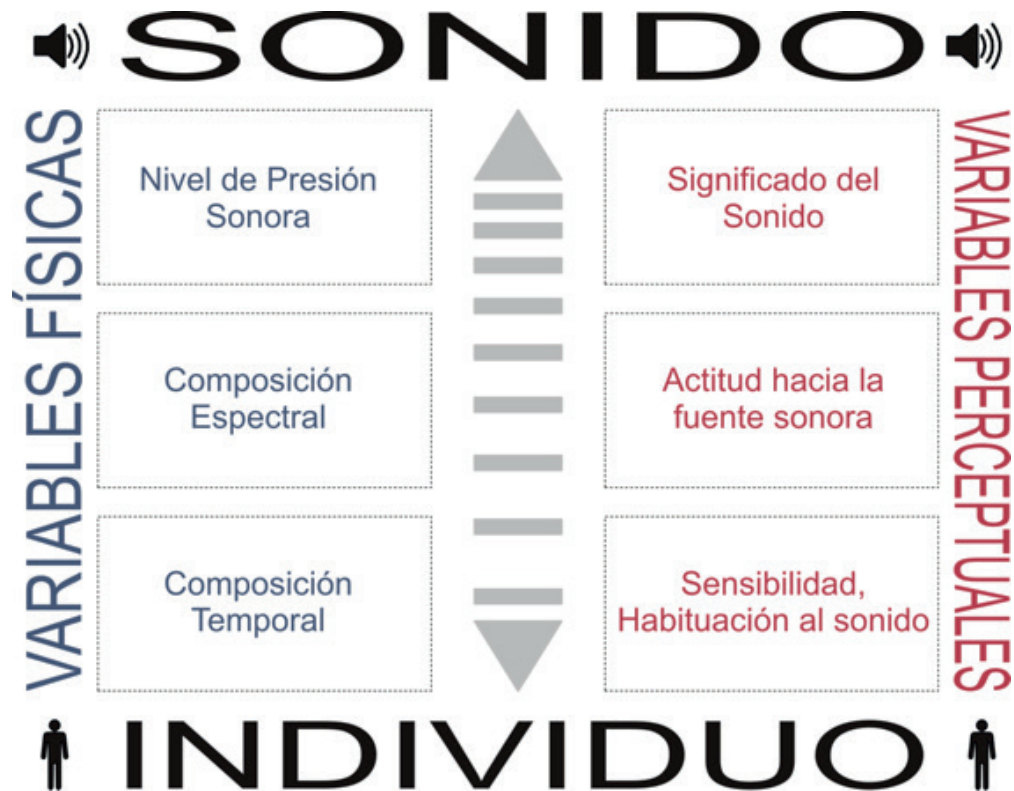 SONIDO
VARIABLES FÍSICAS
Nivel de Presión
Sonora
Significado del
Sonido
Composición
Espectral
Actitud hacia la
fuente sonora
Composición
Temporal
Sensibilidad,
Habituación al sonido
VARIABLES PERCEPTUALES
INDIVIDUO